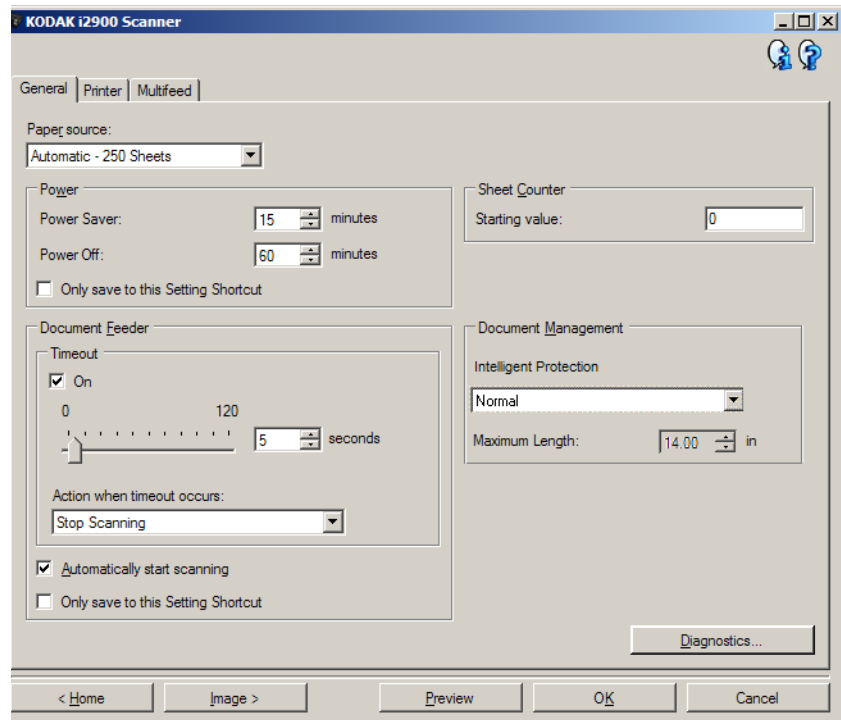 KODAK i2900 Scanner
General Printer Multifeed
Paper source:
Automatic - 250 Sheets
Power
Power Saver: 15 minutes
Power Off: 60 minutes
Only save to this Setting Shortcut
Sheet Counter
Starting value: 0
Document Feeder
Timeout
On
0 120
5 seconds
Action when timeout occurs:
Stop Scanning
Automatically start scanning
Only save to this Setting Shortcut
Document Management
Intelligent Protection
Normal
Maximum Length: 14.00 in
Diagnostics...
< Home Image > Preview OK Cancel